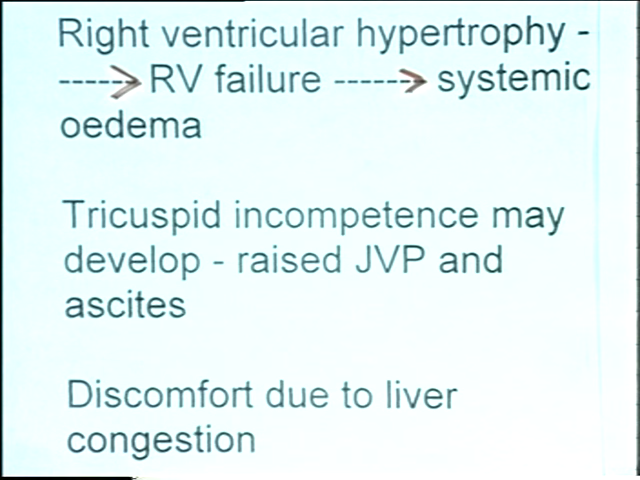 Right ventricular hypertrophy -
-----> RV failure ------> systemic
oedema
Tricuspid incompetence may
develop - raised JVP and
ascites
Discomfort due to liver
congestion